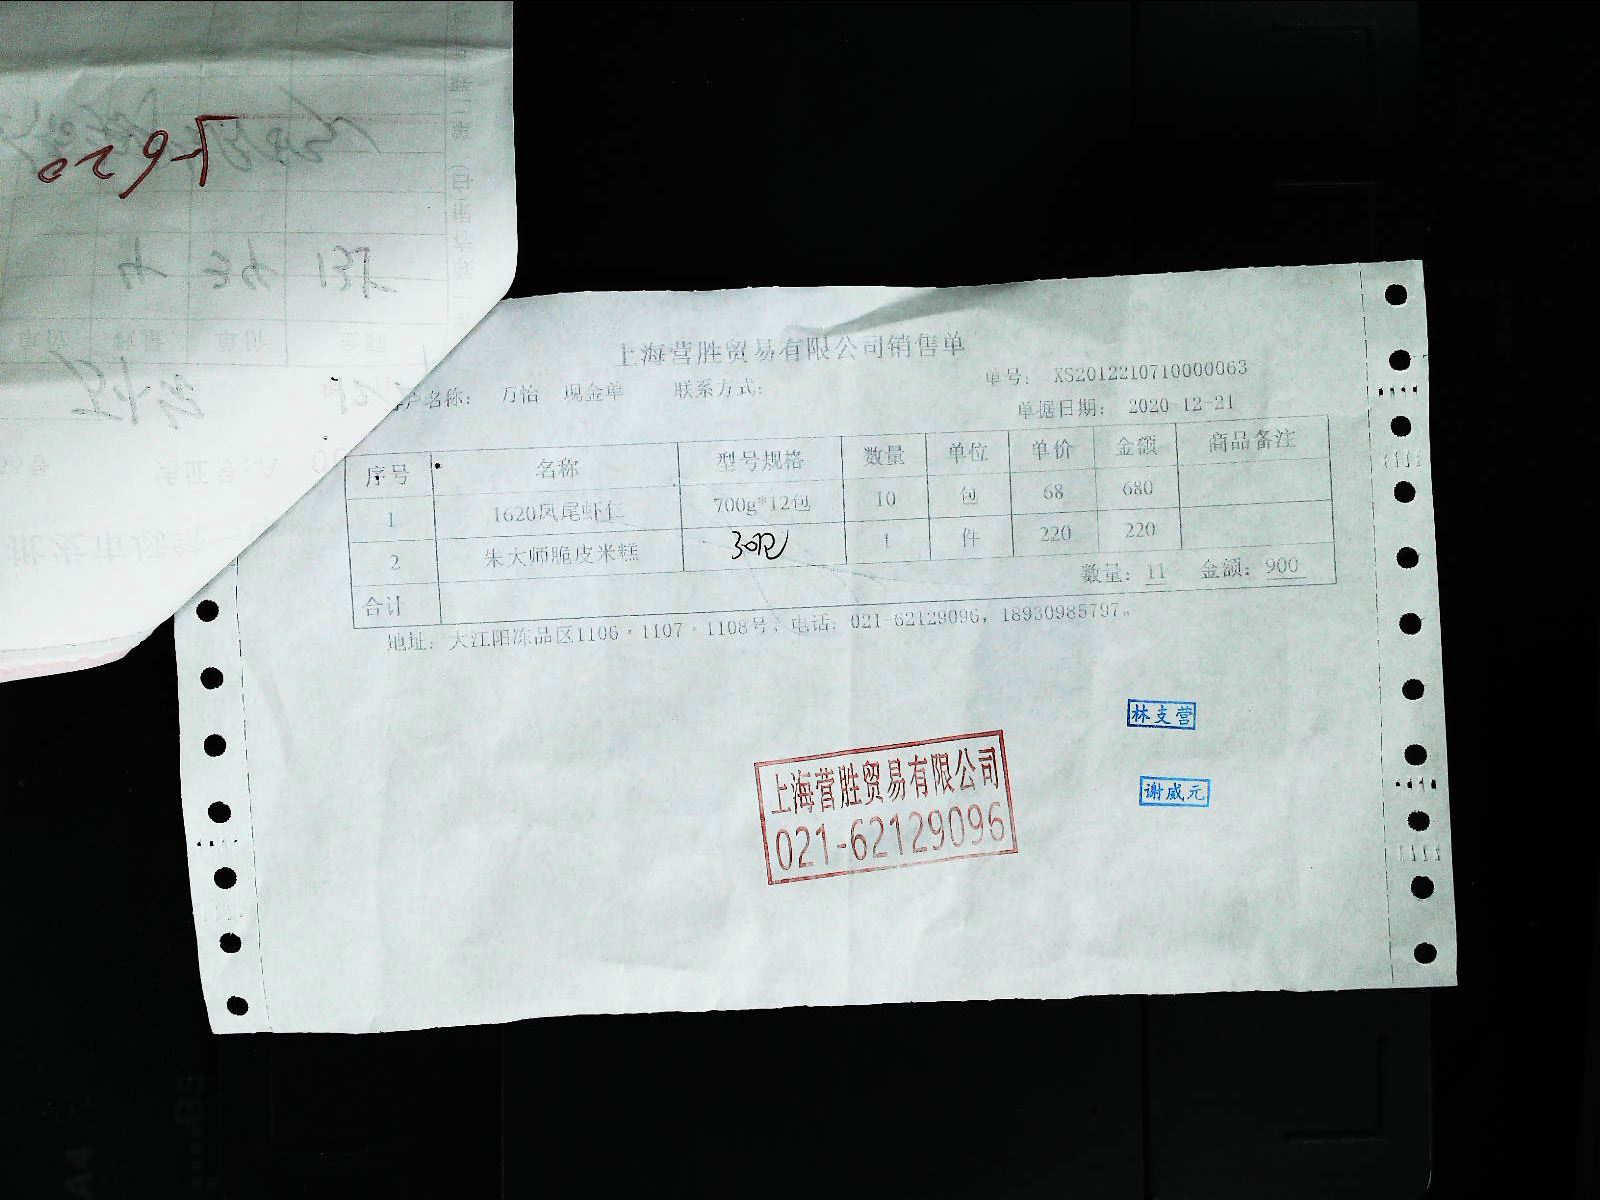 上海营胜贸易有限公司销售单
单号： XS2012210710000063
客户名称： 万怡 现金单 联系方式：
单据日期： 2020-12-21
序号 名称 型号规格 数量 单位 单价 金额 商品备注
1 1620凤尾虾仁 700g*12包 10 包 68 680
2 朱大师脆皮米糕 30包 1 件 220 220
合计 数量： 11 金额： 900
地址： 大江阳冻品区1106·1107·1108号； 电话： 021-62129096，18930985797。
林支营
谢威元
上海营胜贸易有限公司
021-62129096